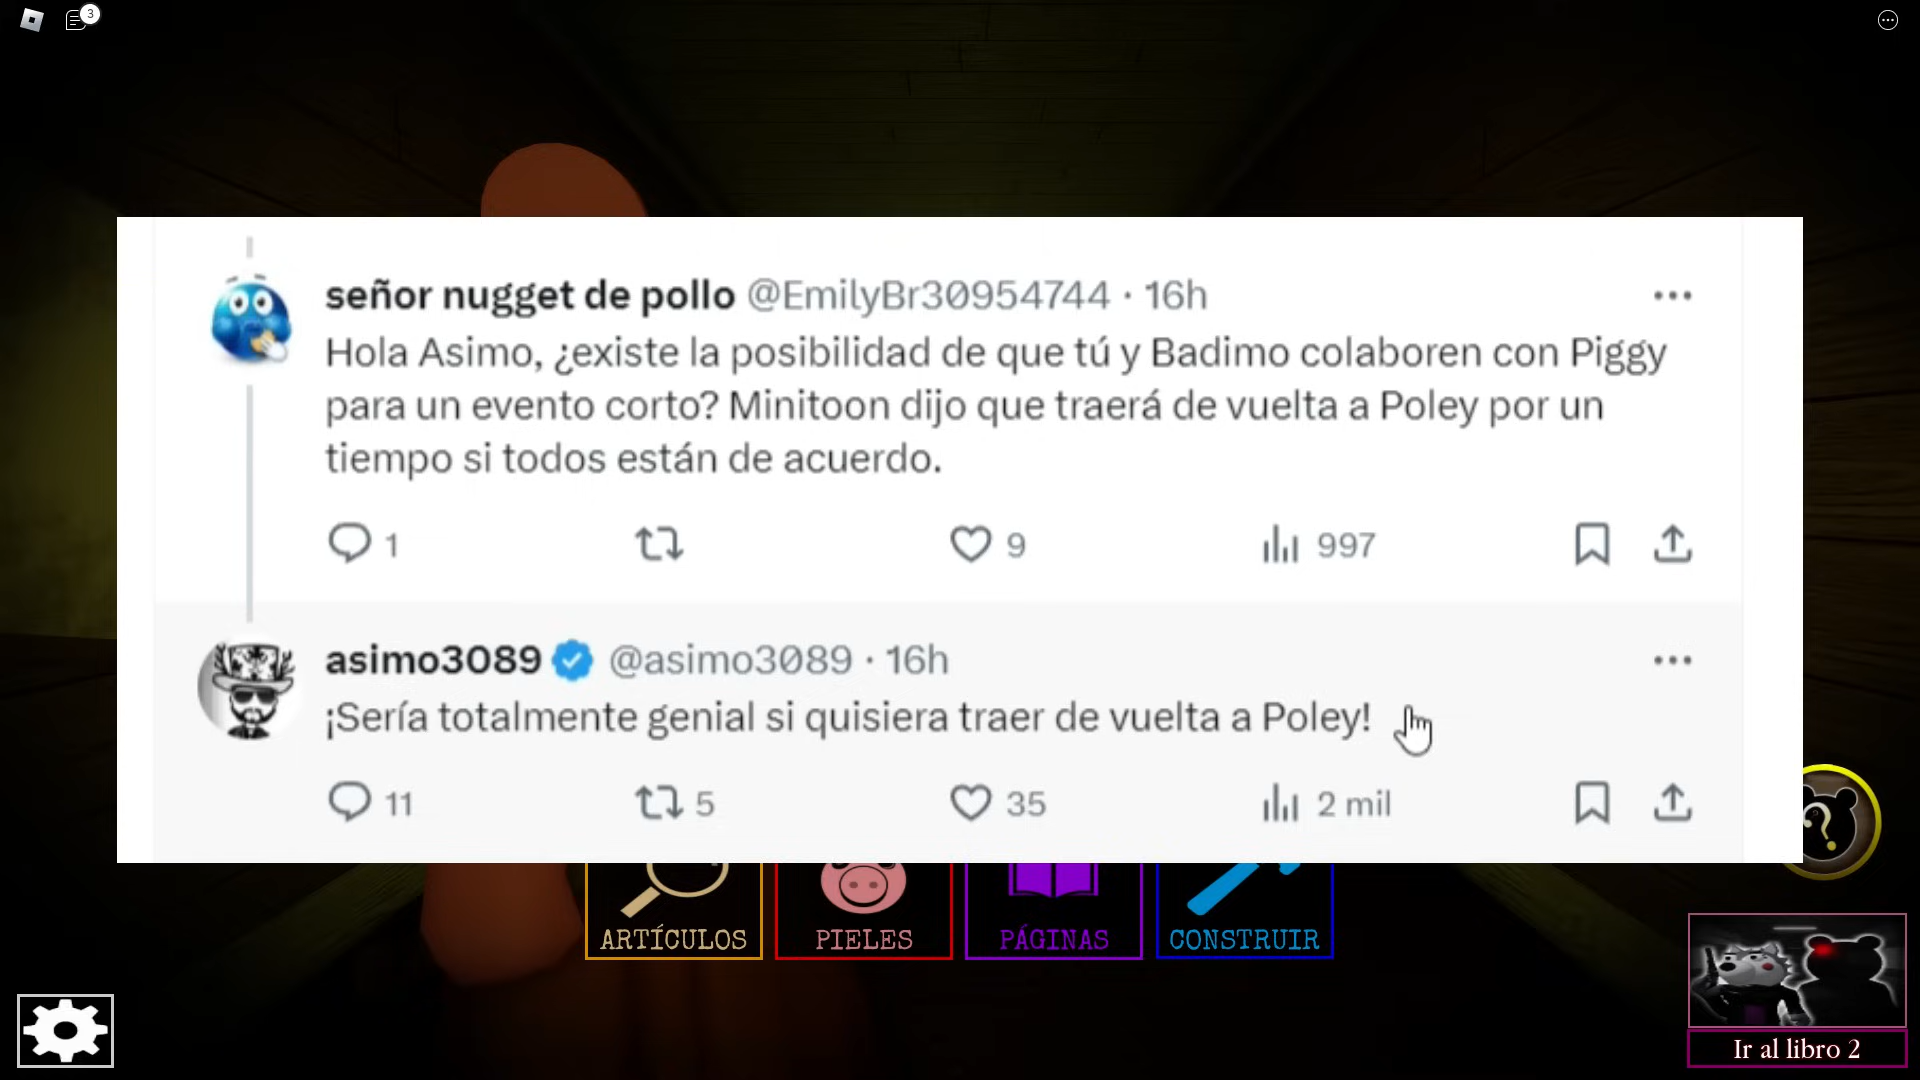 3
señor nugget de pollo @EmilyBr30954744 · 16h
Hola Asimo, ¿existe la posibilidad de que tú y Badimo colaboren con Piggy
para un evento corto? Minitoon dijo que traerá de vuelta a Poley por un
tiempo si todos están de acuerdo.
1 9 997
asimo3089 @asimo3089 · 16h
¡Sería totalmente genial si quisiera traer de vuelta a Poley!
11 5 35 2 mil
?
ARTÍCULOS PIELES PÁGINAS CONSTRUIR
Ir al libro 2